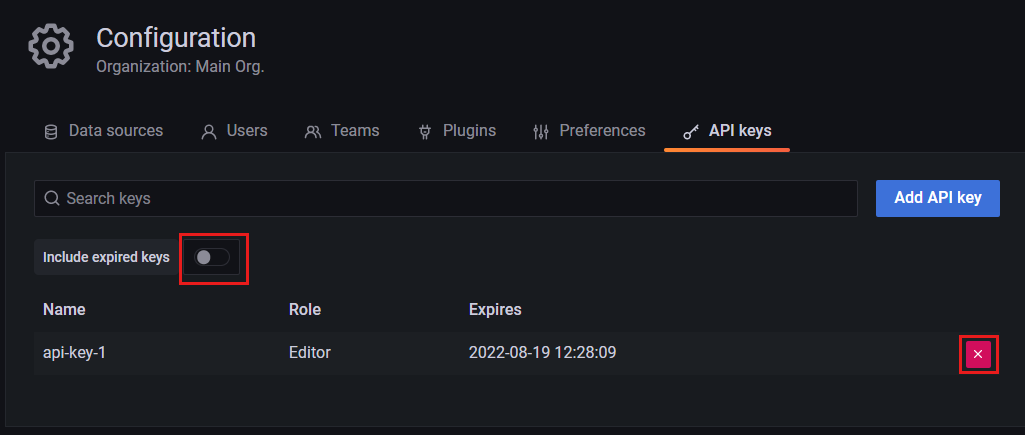 Configuration
Organization: Main Org.
Data sources Users Teams Plugins Preferences API keys
Search keys Add API key
Include expired keys
Name Role Expires
api-key-1 Editor 2022-08-19 12:28:09